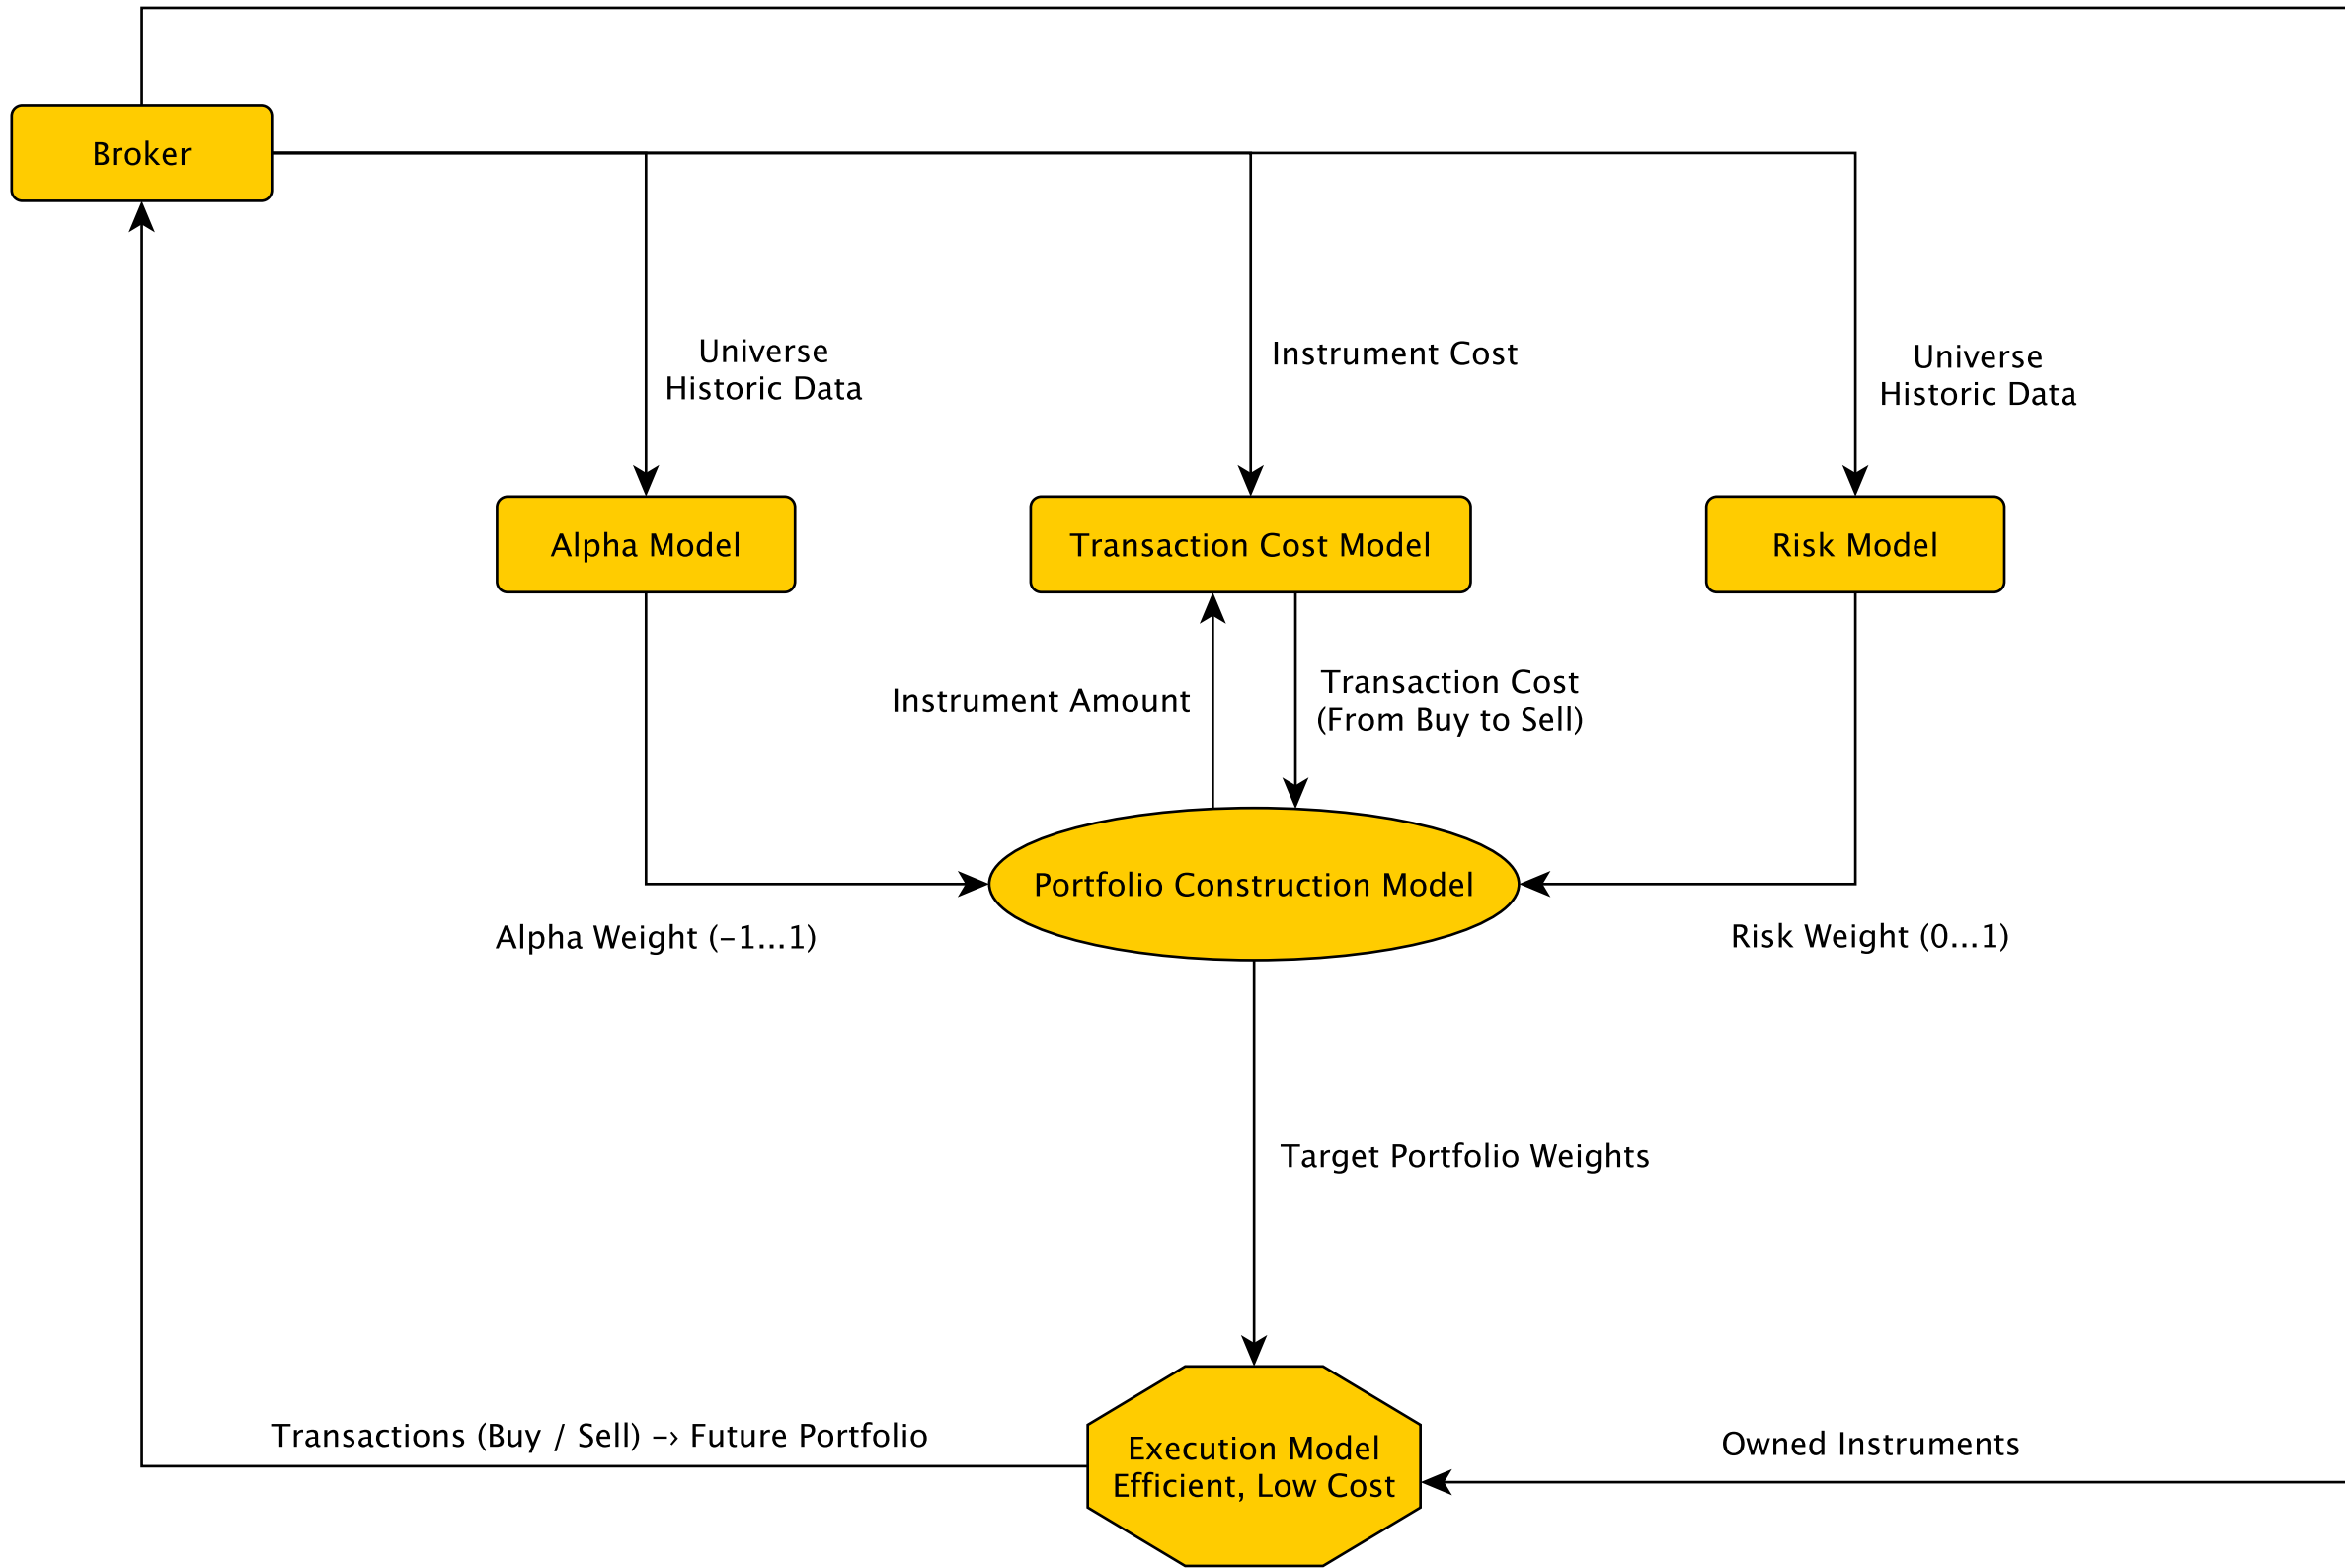 Broker
Universe
Historic Data
Instrument Cost
Universe
Historic Data
Alpha Model
Transaction Cost Model
Risk Model
Instrument Amount
Transaction Cost
(From Buy to Sell)
Portfolio Construction Model
Alpha Weight (-1...1)
Risk Weight (0...1)
Target Portfolio Weights
Transactions (Buy / Sell) -> Future Portfolio
Execution Model
Efficient, Low Cost
Owned Instruments